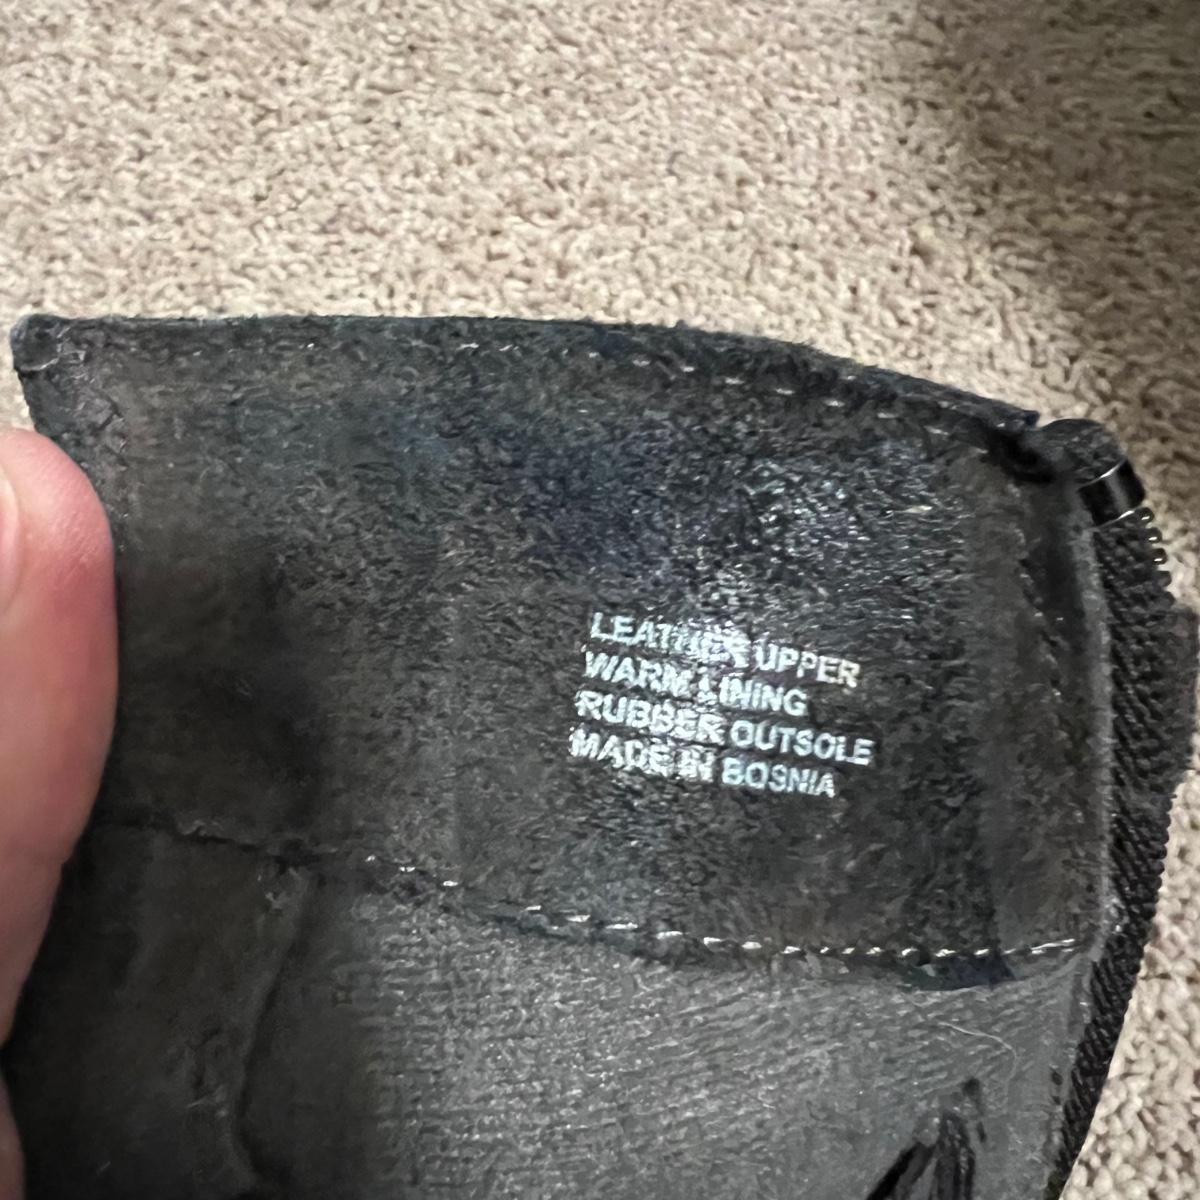 LEATHER UPPER
WARM LINING
RUBBER OUTSOLE
MADE IN BOSNIA